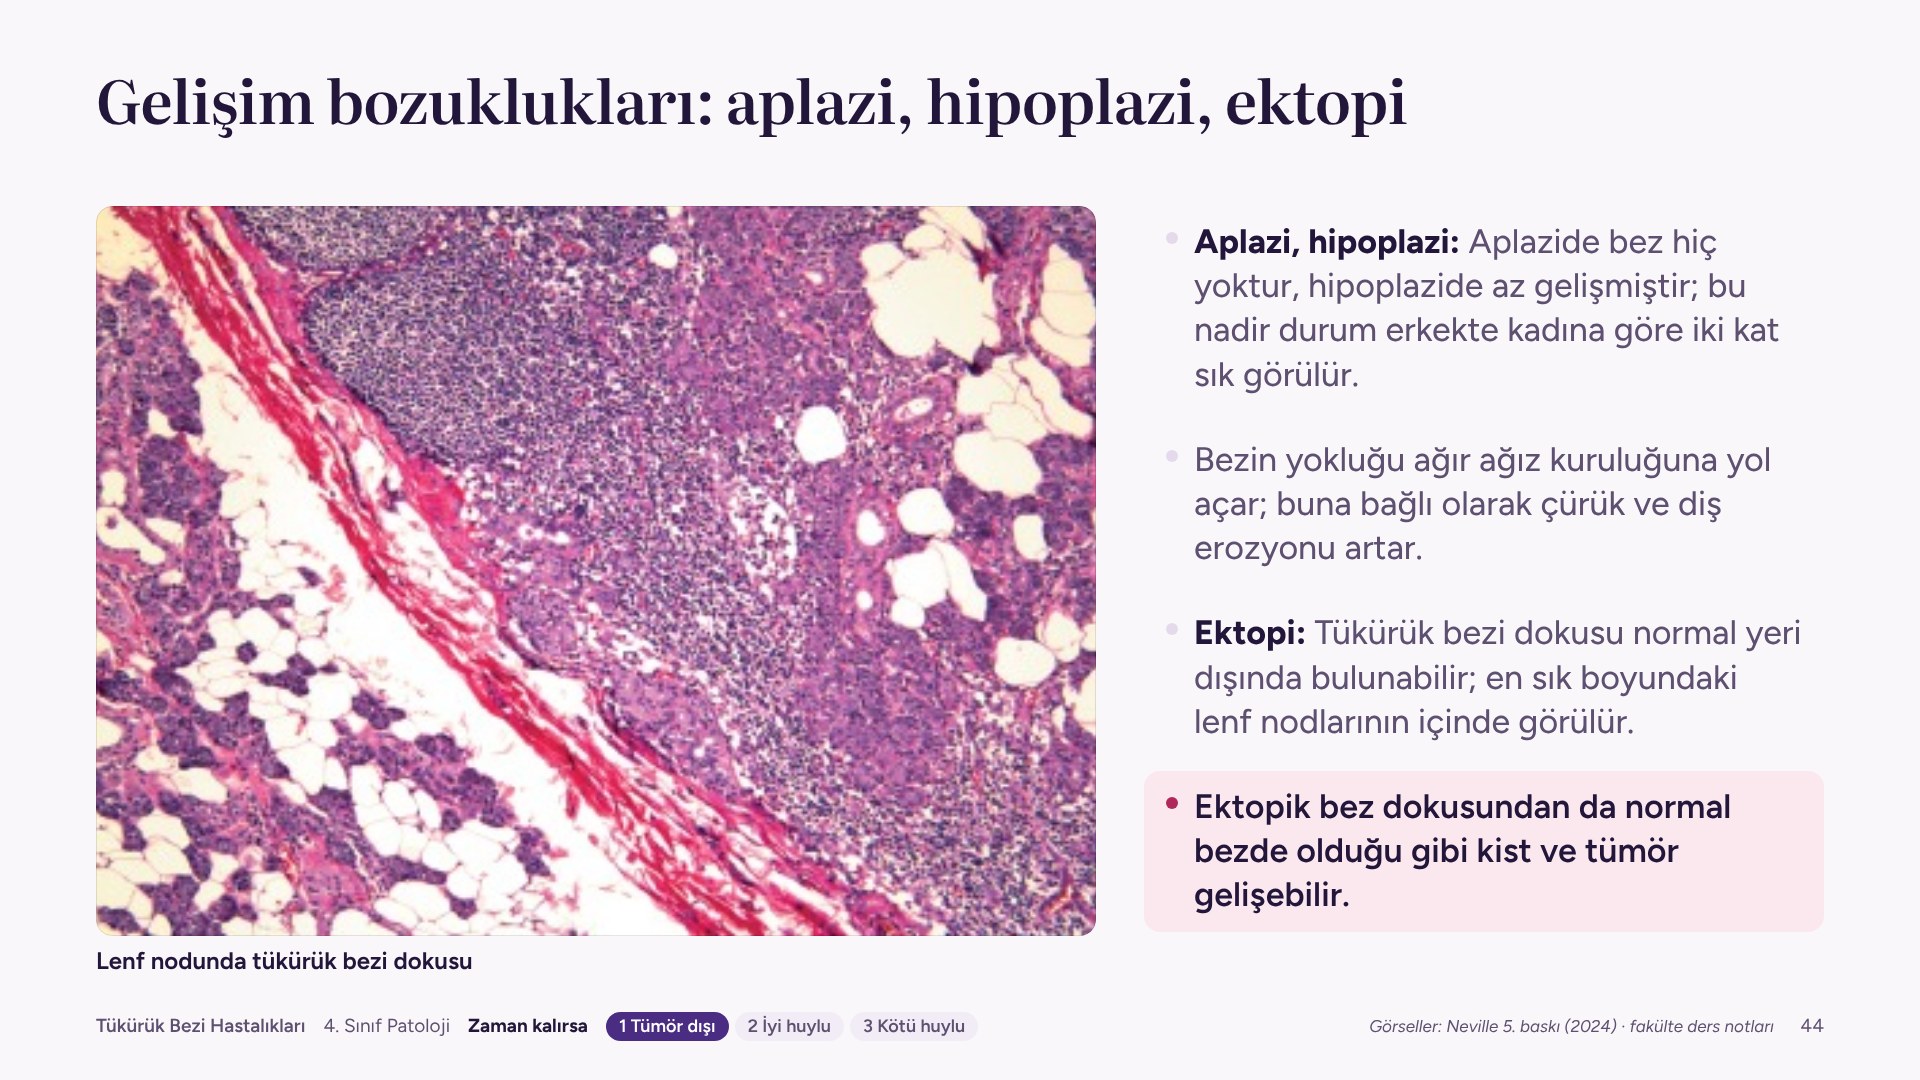 Gelişim bozuklukları: aplazi, hipoplazi, ektopi
Aplazi, hipoplazi: Aplazide bez hiç
yoktur, hipoplazide az gelişmiştir; bu
nadir durum erkekte kadına göre iki kat
sık görülür.
Bezin yokluğu ağır ağız kuruluğuna yol
açar; buna bağlı olarak çürük ve diş
erozyonu artar.
Ektopi: Tükürük bezi dokusu normal yeri
dışında bulunabilir; en sık boyundaki
lenf nodlarının içinde görülür.
Ektopik bez dokusundan da normal
bezde olduğu gibi kist ve tümör
gelişebilir.
Lenf nodunda tükürük bezi dokusu
Tükürük Bezi Hastalıkları 4. Sınıf Patoloji Zaman kalırsa 1 Tümör dışı 2 İyi huylu 3 Kötü huylu
Görseller: Neville 5. baskı (2024) · fakülte ders notları 44